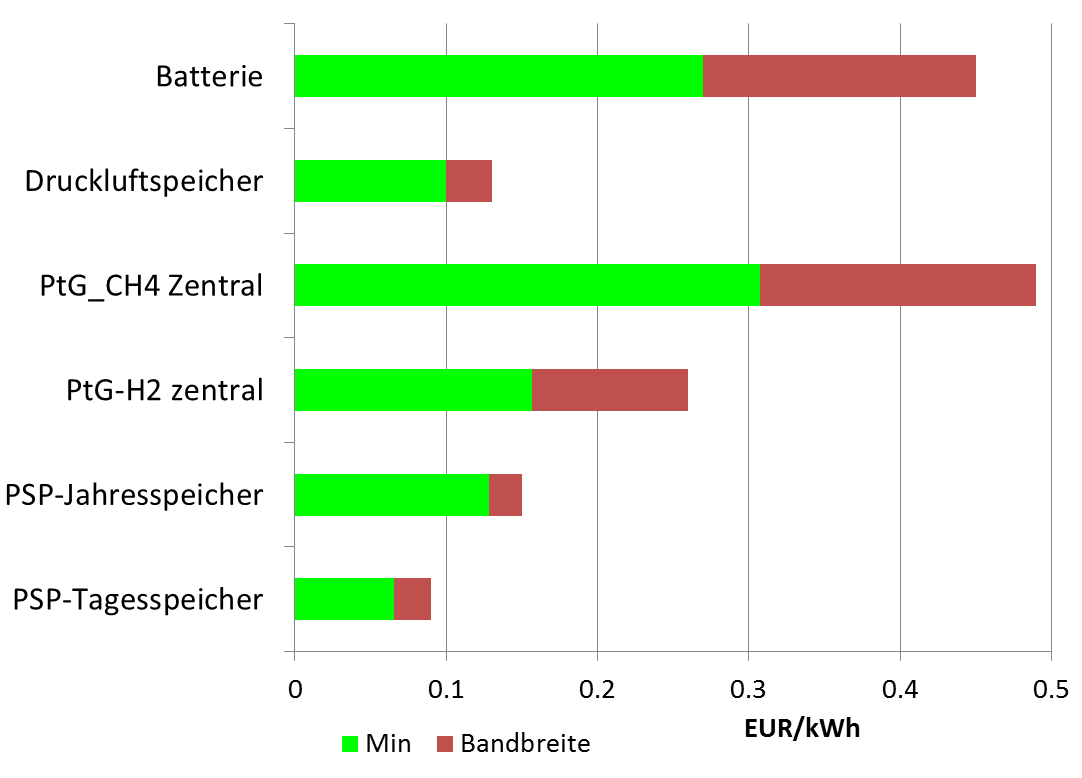 Batterie
Druckluftspeicher
PtG_CH4 Zentral
PtG-H2 zentral
PSP-Jahresspeicher
PSP-Tagesspeicher
0 0.1 0.2 0.3 0.4 0.5
EUR/kWh
Min Bandbreite